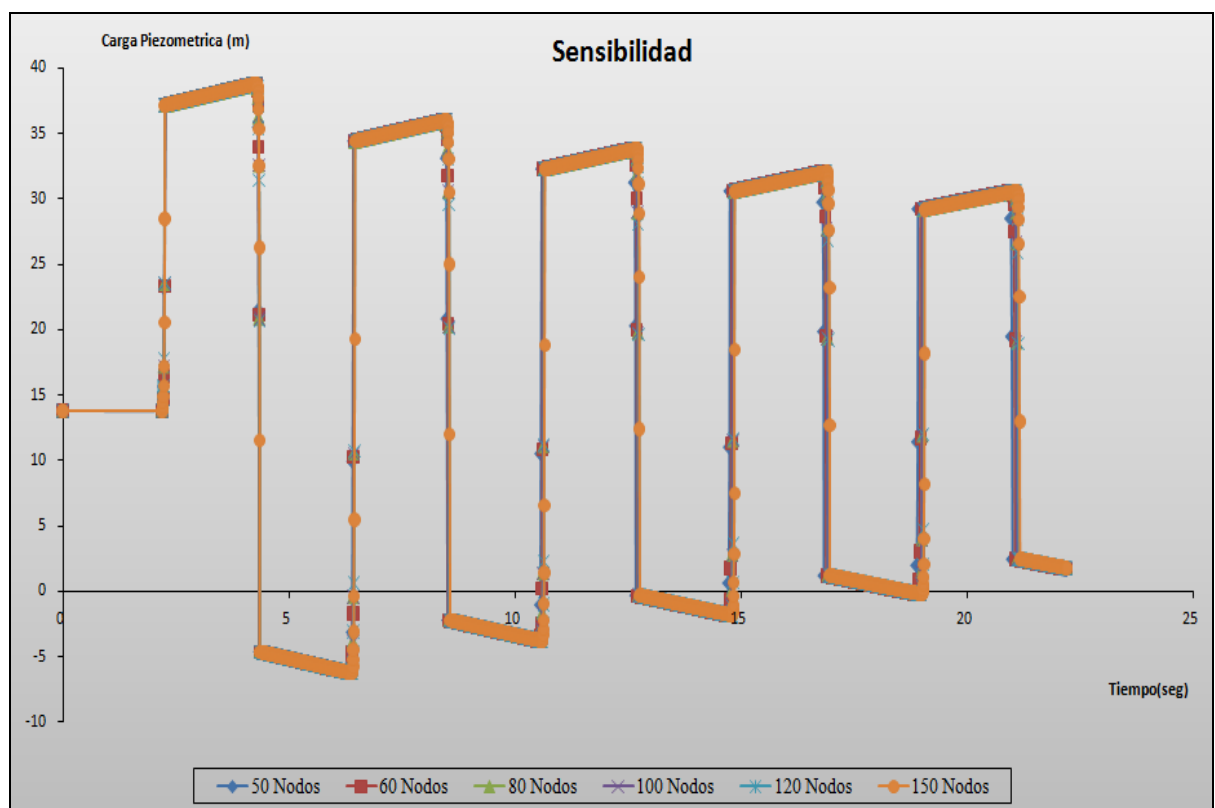 Carga Piezometrica (m)
Sensibilidad
40
35
30
25
20
15
10
5
0
-5
-10
0
5
10
15
20
25
Tiempo(seg)
50 Nodos
60 Nodos
80 Nodos
100 Nodos
120 Nodos
150 Nodos